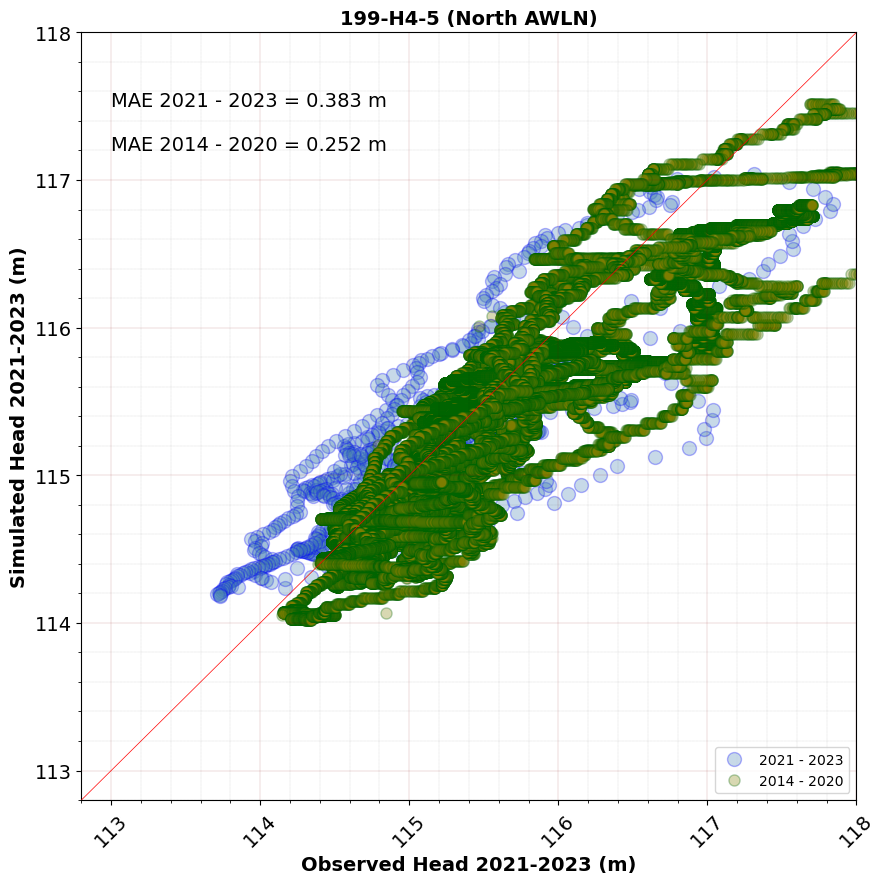 199-H4-5 (North AWLN)
118
117
116
115
114
113
MAE 2021 - 2023 = 0.383 m
MAE 2014 - 2020 = 0.252 m
Simulated Head 2021-2023 (m)
2021 - 2023
2014 - 2020
113
114
115
116
117
118
Observed Head 2021-2023 (m)